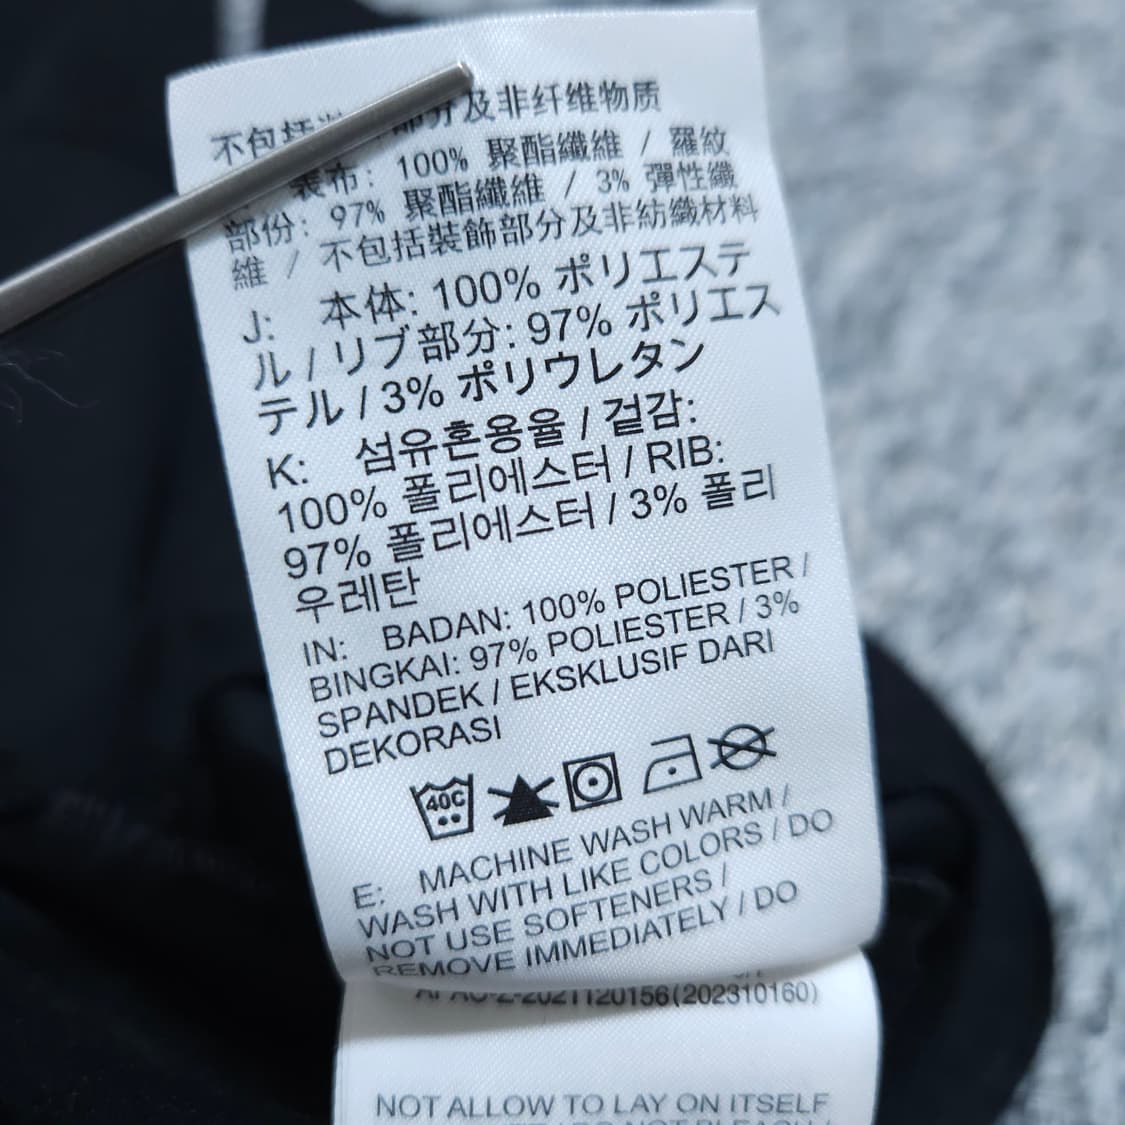 不包括 部分及非纤维物质
表布: 100% 聚酯纖維 / 羅紋
部份: 97% 聚酯纖維 / 3% 彈性纖
維 / 不包括裝飾部分及非紡織材料
J: 本体: 100% ポリエステ
ル / リブ部分: 97% ポリエス
テル / 3% ポリウレタン
K: 섬유혼용율 / 겉감:
100% 폴리에스터 / RIB:
97% 폴리에스터 / 3% 폴리
우레탄
IN: BADAN: 100% POLIESTER /
BINGKAI: 97% POLIESTER / 3%
SPANDEK / EKSKLUSIF DARI
DEKORASI
40C
E: MACHINE WASH WARM /
WASH WITH LIKE COLORS / DO
NOT USE SOFTENERS /
REMOVE IMMEDIATELY / DO
2021120156(202310160)
NOT ALLOW TO LAY ON ITSELF